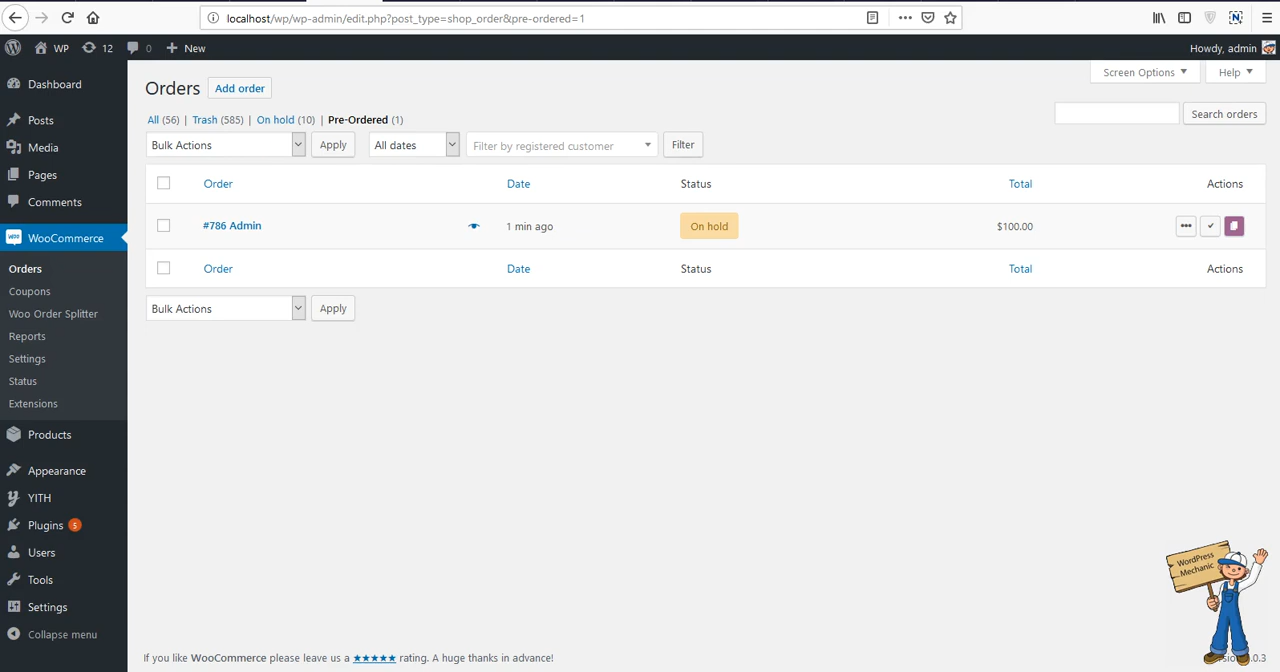 localhost/wp/wp-admin/edit.php?post_type=shop_order&pre-ordered=1
WP 12 0 New
Howdy, admin
Screen Options Help
Dashboard
Posts
Media
Pages
Comments
WooCommerce
Orders
Coupons
Woo Order Splitter
Reports
Settings
Status
Extensions
Products
Appearance
YITH
Plugins 5
Users
Tools
Settings
Collapse menu
Orders Add order
All (56) | Trash (585) | On hold (10) | Pre-Ordered (1)
Search orders
Bulk Actions Apply All dates Filter by registered customer Filter
Order Date Status Total Actions
#786 Admin 1 min ago On hold $100.00
Order Date Status Total Actions
Bulk Actions Apply
WordPress
Mechanic
If you like WooCommerce please leave us a ★★★★★ rating. A huge thanks in advance!